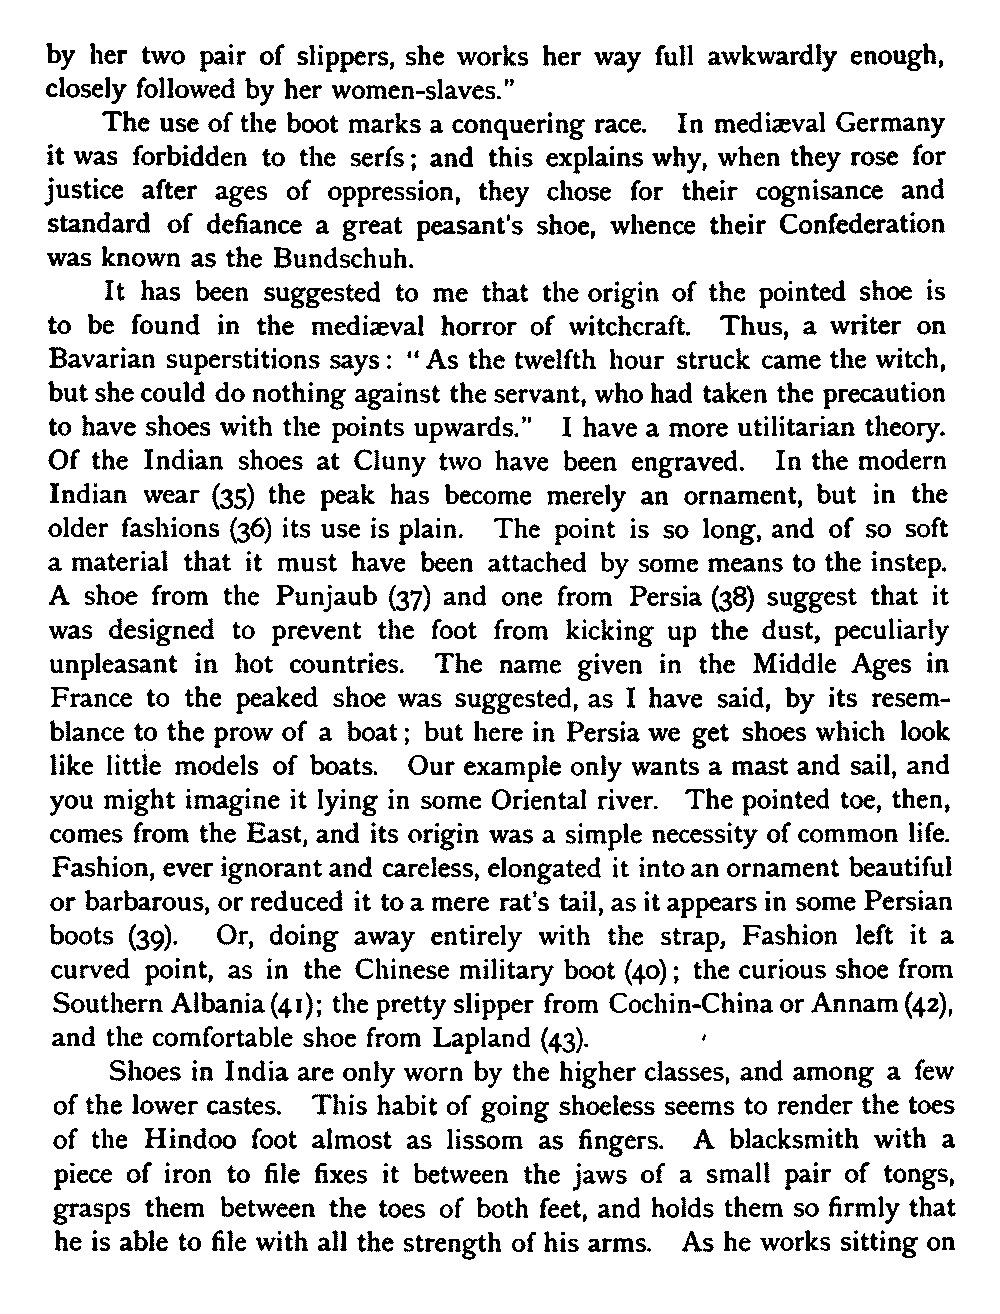 by her two pair of slippers, she works her way full awkwardly enough,
closely followed by her women-slaves."
The use of the boot marks a conquering race. In mediæval Germany
it was forbidden to the serfs; and this explains why, when they rose for
justice after ages of oppression, they chose for their cognisance and
standard of defiance a great peasant's shoe, whence their Confederation
was known as the Bundschuh.
It has been suggested to me that the origin of the pointed shoe is
to be found in the mediæval horror of witchcraft. Thus, a writer on
Bavarian superstitions says: "As the twelfth hour struck came the witch,
but she could do nothing against the servant, who had taken the precaution
to have shoes with the points upwards." I have a more utilitarian theory.
Of the Indian shoes at Cluny two have been engraved. In the modern
Indian wear (35) the peak has become merely an ornament, but in the
older fashions (36) its use is plain. The point is so long, and of so soft
a material that it must have been attached by some means to the instep.
A shoe from the Punjaub (37) and one from Persia (38) suggest that it
was designed to prevent the foot from kicking up the dust, peculiarly
unpleasant in hot countries. The name given in the Middle Ages in
France to the peaked shoe was suggested, as I have said, by its resem-
blance to the prow of a boat; but here in Persia we get shoes which look
like little models of boats. Our example only wants a mast and sail, and
you might imagine it lying in some Oriental river. The pointed toe, then,
comes from the East, and its origin was a simple necessity of common life.
Fashion, ever ignorant and careless, elongated it into an ornament beautiful
or barbarous, or reduced it to a mere rat's tail, as it appears in some Persian
boots (39). Or, doing away entirely with the strap, Fashion left it a
curved point, as in the Chinese military boot (40); the curious shoe from
Southern Albania (41); the pretty slipper from Cochin-China or Annam (42),
and the comfortable shoe from Lapland (43).
Shoes in India are only worn by the higher classes, and among a few
of the lower castes. This habit of going shoeless seems to render the toes
of the Hindoo foot almost as lissom as fingers. A blacksmith with a
piece of iron to file fixes it between the jaws of a small pair of tongs,
grasps them between the toes of both feet, and holds them so firmly that
he is able to file with all the strength of his arms. As he works sitting on